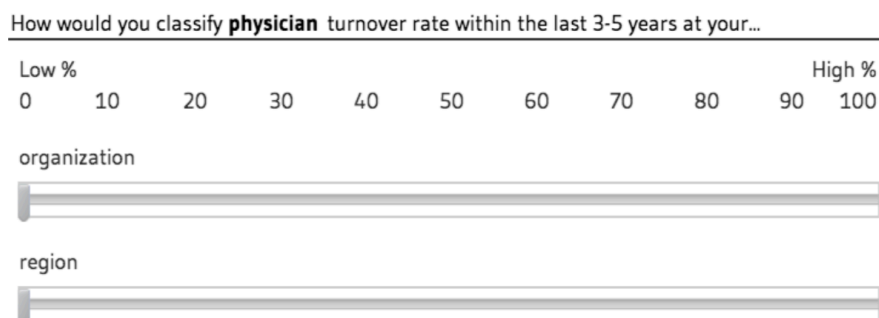 How would you classify physician turnover rate within the last 3-5 years at your...
Low % High %
0 10 20 30 40 50 60 70 80 90 100
organization
region